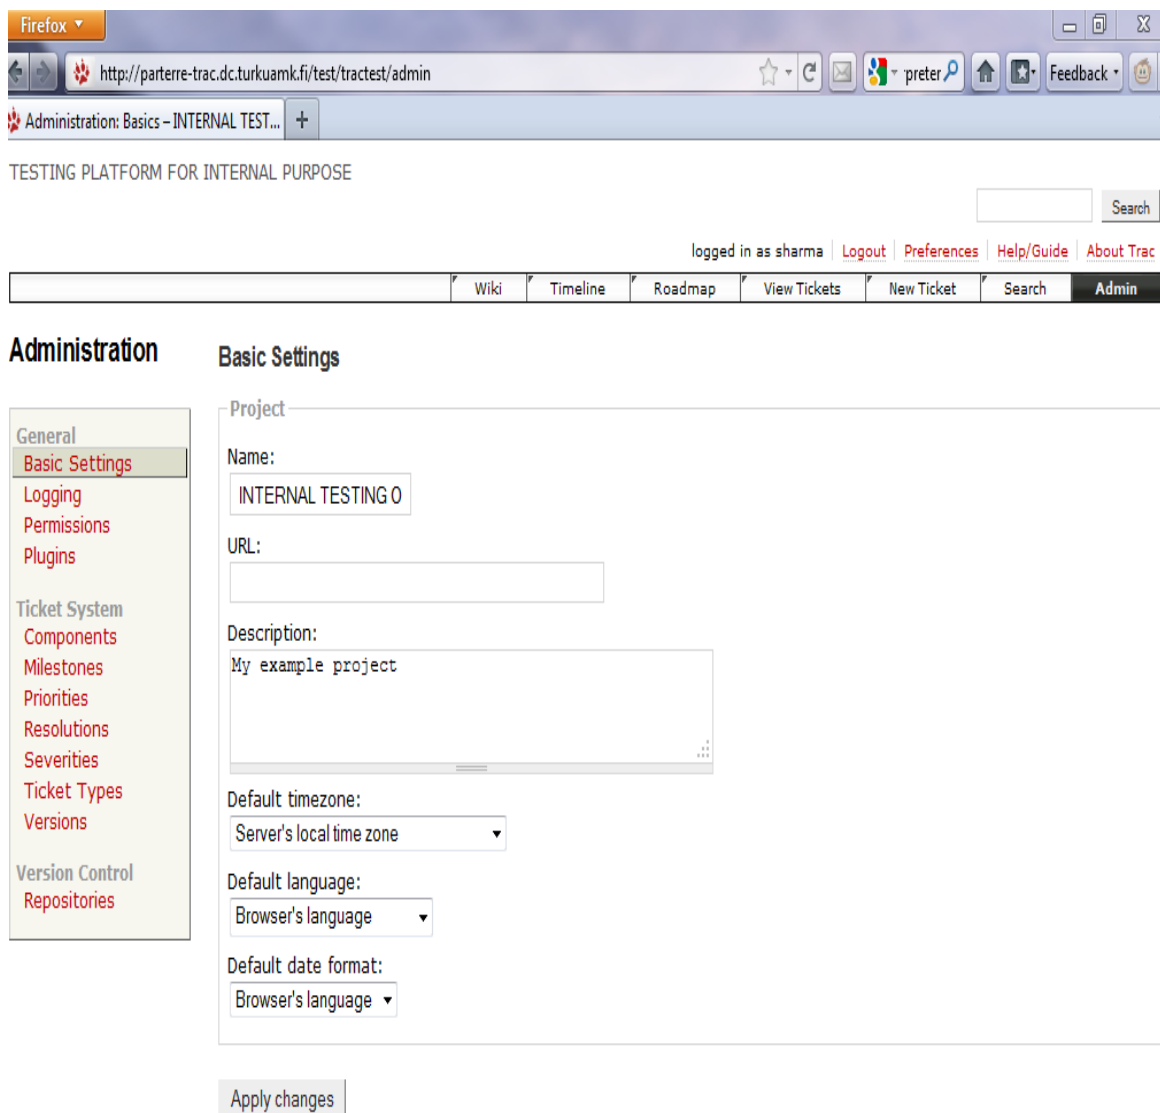 Firefox
http://parterre-trac.dc.turkuamk.fi/test/tractest/admin
preter
Feedback
Administration: Basics – INTERNAL TEST...
TESTING PLATFORM FOR INTERNAL PURPOSE
Search
logged in as sharma Logout Preferences Help/Guide About Trac
Wiki Timeline Roadmap View Tickets New Ticket Search Admin
Administration
General
Basic Settings
Logging
Permissions
Plugins
Ticket System
Components
Milestones
Priorities
Resolutions
Severities
Ticket Types
Versions
Version Control
Repositories
Basic Settings
Project
Name:
INTERNAL TESTING O
URL:
Description:
My example project
Default timezone:
Server's local time zone
Default language:
Browser's language
Default date format:
Browser's language
Apply changes